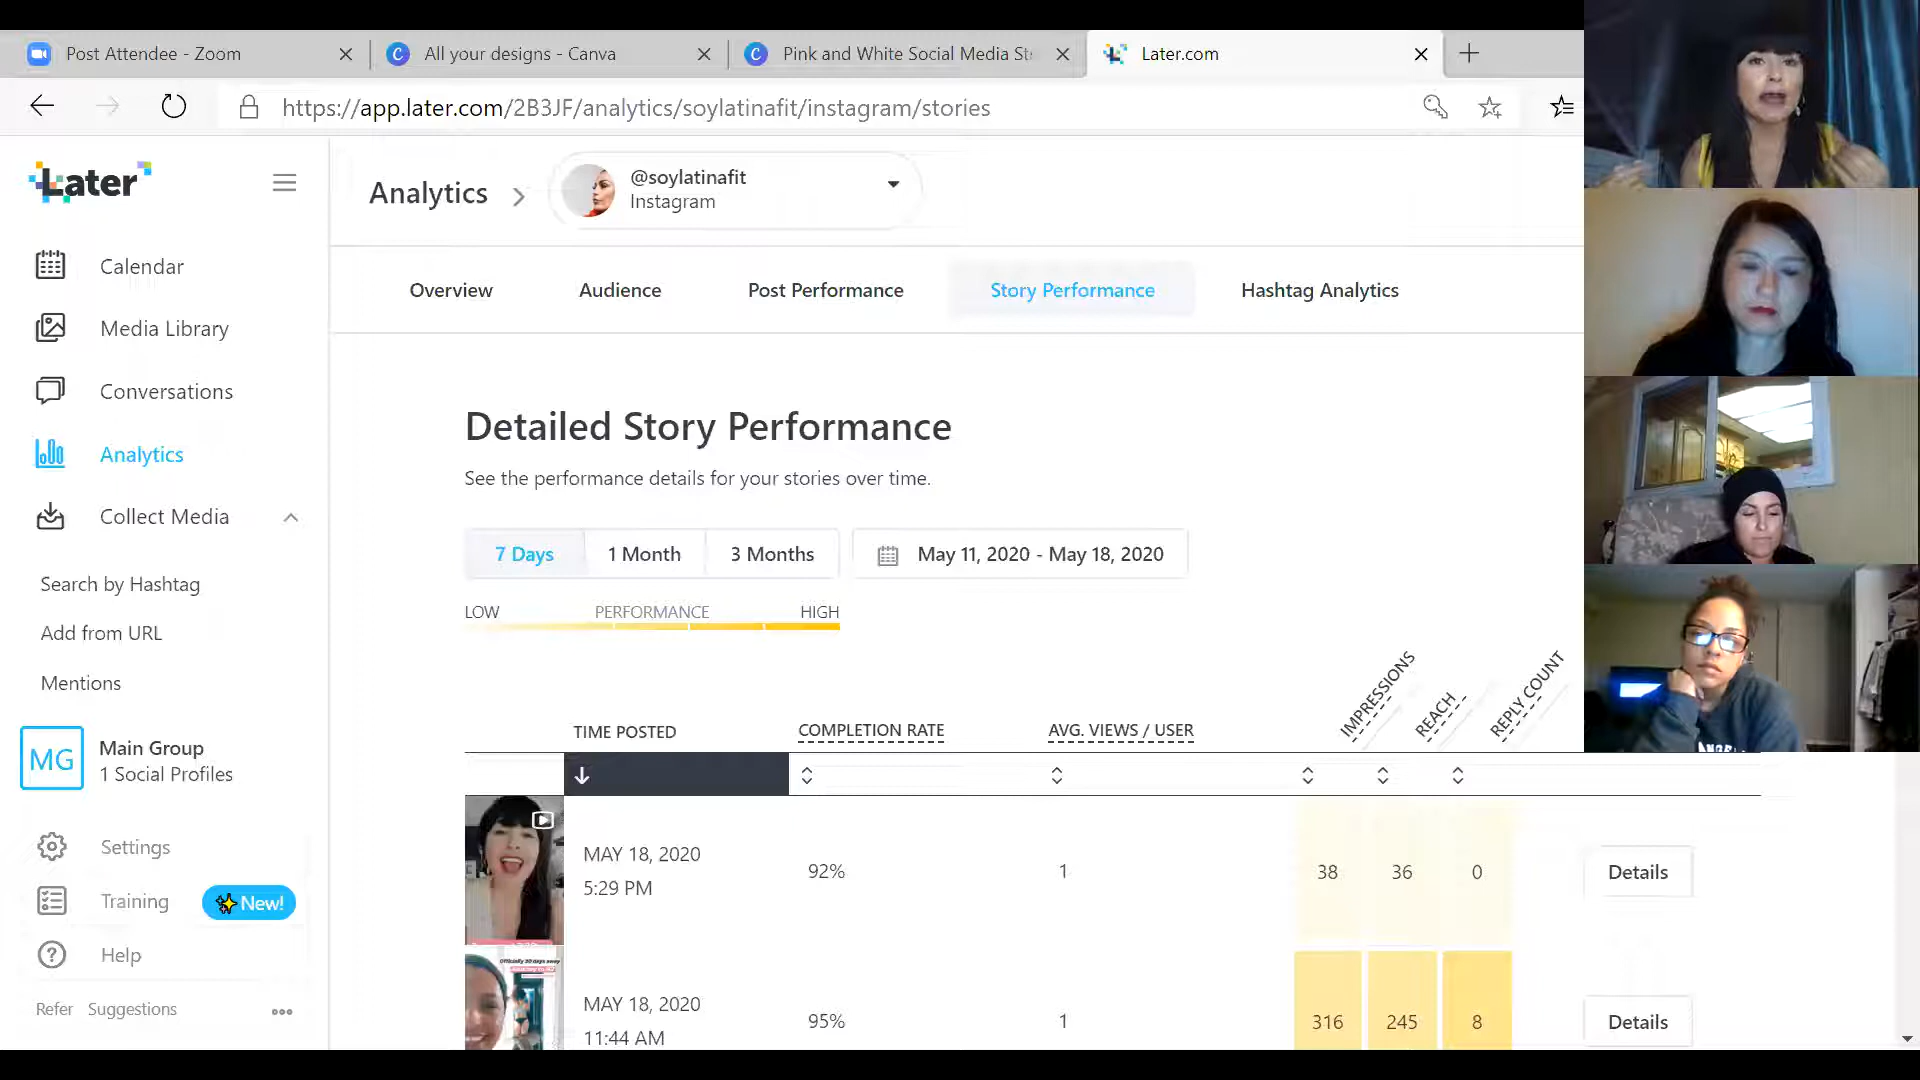 Post Attendee - Zoom
All your designs - Canva
Pink and White Social Media St
Later.com
https://app.later.com/2B3JF/analytics/soylatinafit/instagram/stories
Later
Analytics
@soylatinafit
Instagram
Calendar
Media Library
Conversations
Analytics
Collect Media
Search by Hashtag
Add from URL
Mentions
MG
Main Group
1 Social Profiles
Settings
Training
New!
Help
Refer
Suggestions
Overview
Audience
Post Performance
Story Performance
Hashtag Analytics
Detailed Story Performance
See the performance details for your stories over time.
7 Days
1 Month
3 Months
May 11, 2020 - May 18, 2020
LOW
PERFORMANCE
HIGH
TIME POSTED
COMPLETION RATE
AVG. VIEWS / USER
IMPRESSIONS
REACH
REPLY COUNT
MAY 18, 2020
5:29 PM
92%
1
38
36
0
Details
Officially 30 days away
MAY 18, 2020
11:44 AM
95%
1
316
245
8
Details